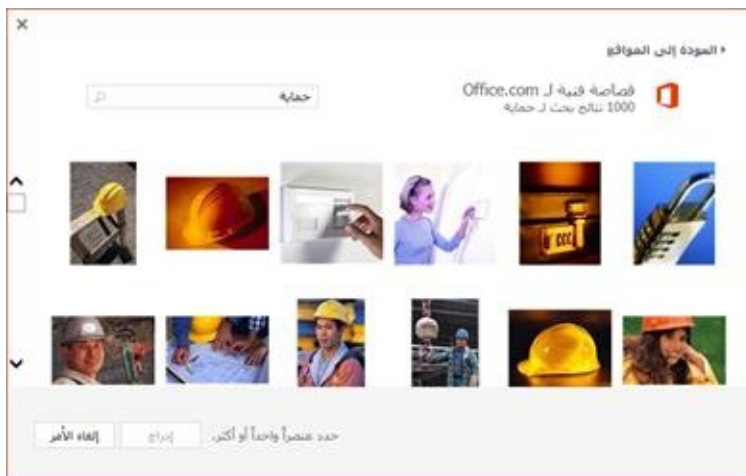 العودة إلى المواقع
قصاصة فنية لـ Office.com
1000 نتائج بحث لـ حماية
حماية
حدد عنصراً واحداً أو أكثر.
إدراج
إلغاء الأمر